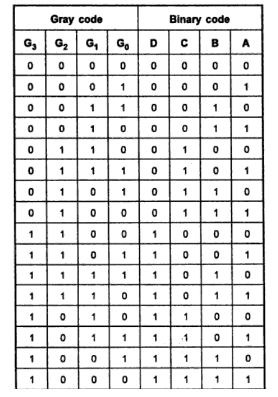 Gray code Binary code
G₃ G₂ G₁ G₀ D C B A
0 0 0 0 0 0 0 0
0 0 0 1 0 0 0 1
0 0 1 1 0 0 1 0
0 0 1 0 0 0 1 1
0 1 1 0 0 1 0 0
0 1 1 1 0 1 0 1
0 1 0 1 0 1 1 0
0 1 0 0 0 1 1 1
1 1 0 0 1 0 0 0
1 1 0 1 1 0 0 1
1 1 1 1 1 0 1 0
1 1 1 0 1 0 1 1
1 0 1 0 1 1 0 0
1 0 1 1 1 1 0 1
1 0 0 1 1 1 1 0
1 0 0 0 1 1 1 1